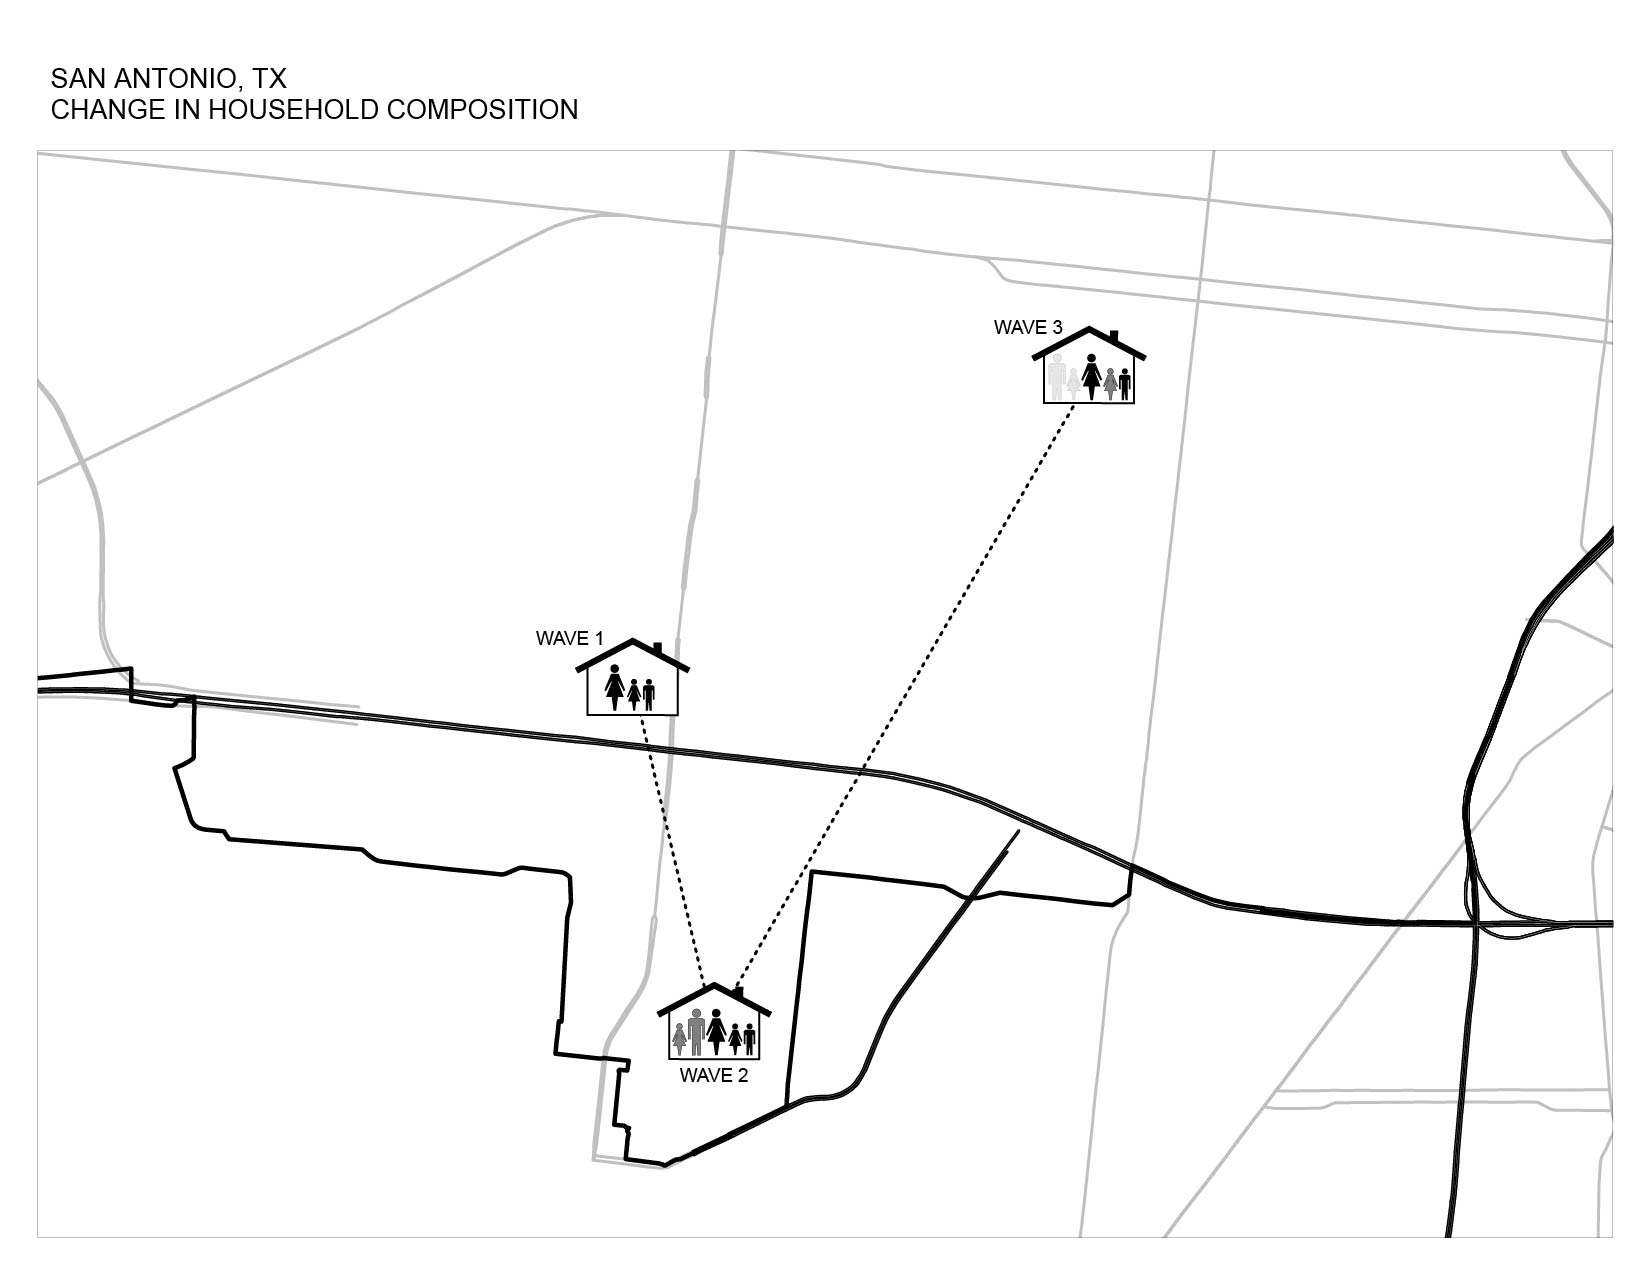 SAN ANTONIO, TX
CHANGE IN HOUSEHOLD COMPOSITION
WAVE 3
WAVE 1
WAVE 2